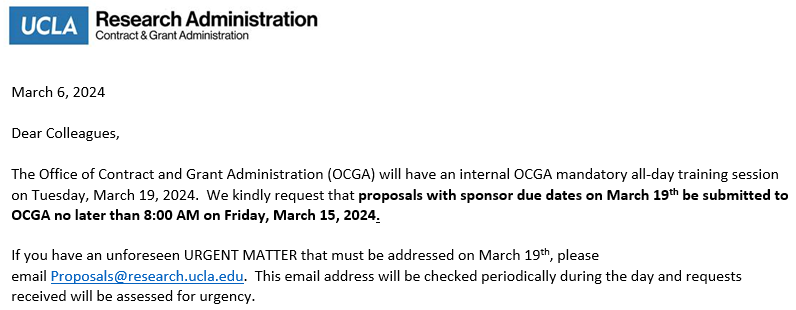 UCLA Research Administration
Contract & Grant Administration
March 6, 2024
Dear Colleagues,
The Office of Contract and Grant Administration (OCGA) will have an internal OCGA mandatory all-day training session
on Tuesday, March 19, 2024.  We kindly request that proposals with sponsor due dates on March 19th be submitted to
OCGA no later than 8:00 AM on Friday, March 15, 2024.
If you have an unforeseen URGENT MATTER that must be addressed on March 19th, please
email Proposals@research.ucla.edu.  This email address will be checked periodically during the day and requests
received will be assessed for urgency.